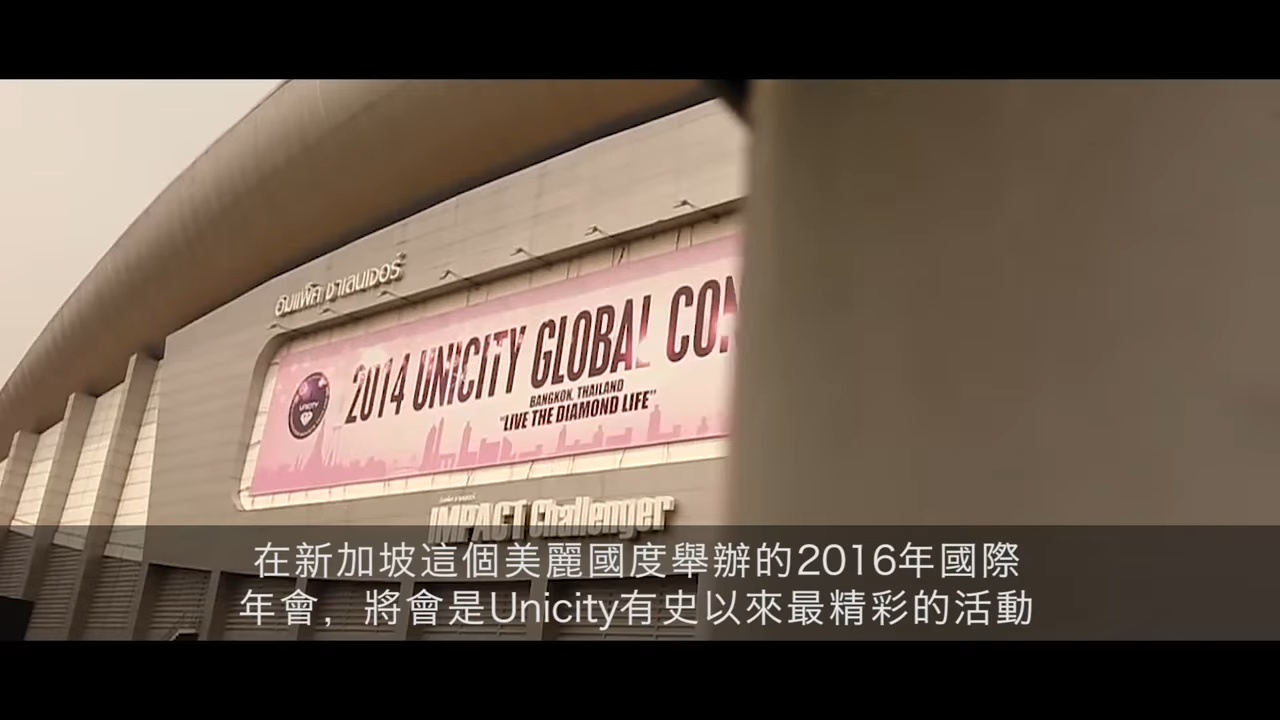 อิมแพ็ค ชาเลนเจอร์
UNICITY
2014 UNICITY GLOBAL
BANGKOK, THAILAND
"LIVE THE DIAMOND LIFE"
IMPACT Challenger
在新加坡這個美麗國度舉辦的2016年國際
年會，將會是Unicity有史以來最精彩的活動